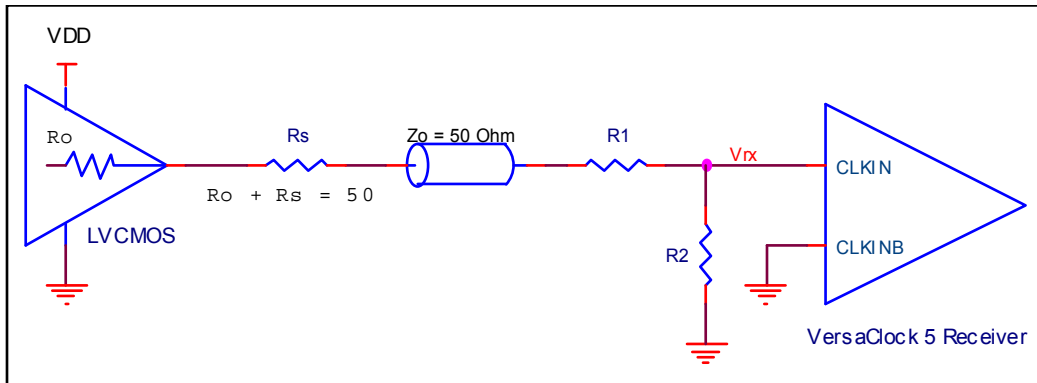 VDD
Ro
Rs
Zo = 50 Ohm
R1
Vrx
CLKIN
Ro + Rs = 50
LVCMOS
R2
CLKINB
VersaClock 5 Receiver